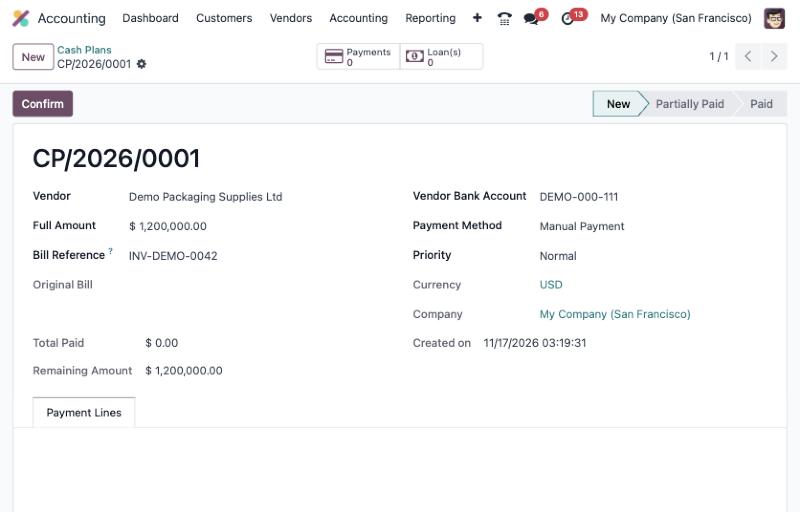 Accounting Dashboard Customers Vendors Accounting Reporting 6 13 My Company (San Francisco)
New Cash Plans
CP/2026/0001
Payments 0 Loan(s) 0
1 / 1
Confirm New Partially Paid Paid
CP/2026/0001
Vendor Demo Packaging Supplies Ltd Vendor Bank Account DEMO-000-111
Full Amount $ 1,200,000.00 Payment Method Manual Payment
Bill Reference ? INV-DEMO-0042 Priority Normal
Original Bill Currency USD
Company My Company (San Francisco)
Total Paid $ 0.00 Created on 11/17/2026 03:19:31
Remaining Amount $ 1,200,000.00
Payment Lines